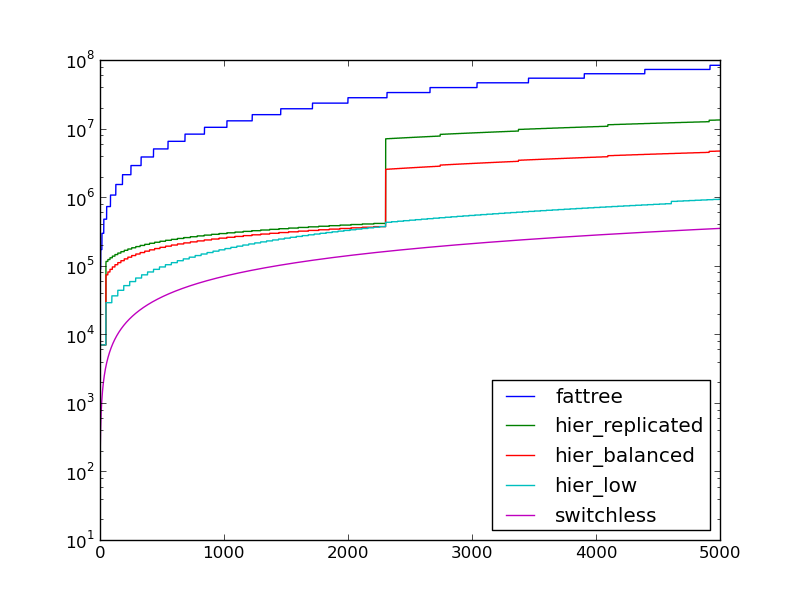 10^8
10^7
10^6
10^5
10^4
10^3
10^2
10^1
0 1000 2000 3000 4000 5000
fattree
hier_replicated
hier_balanced
hier_low
switchless